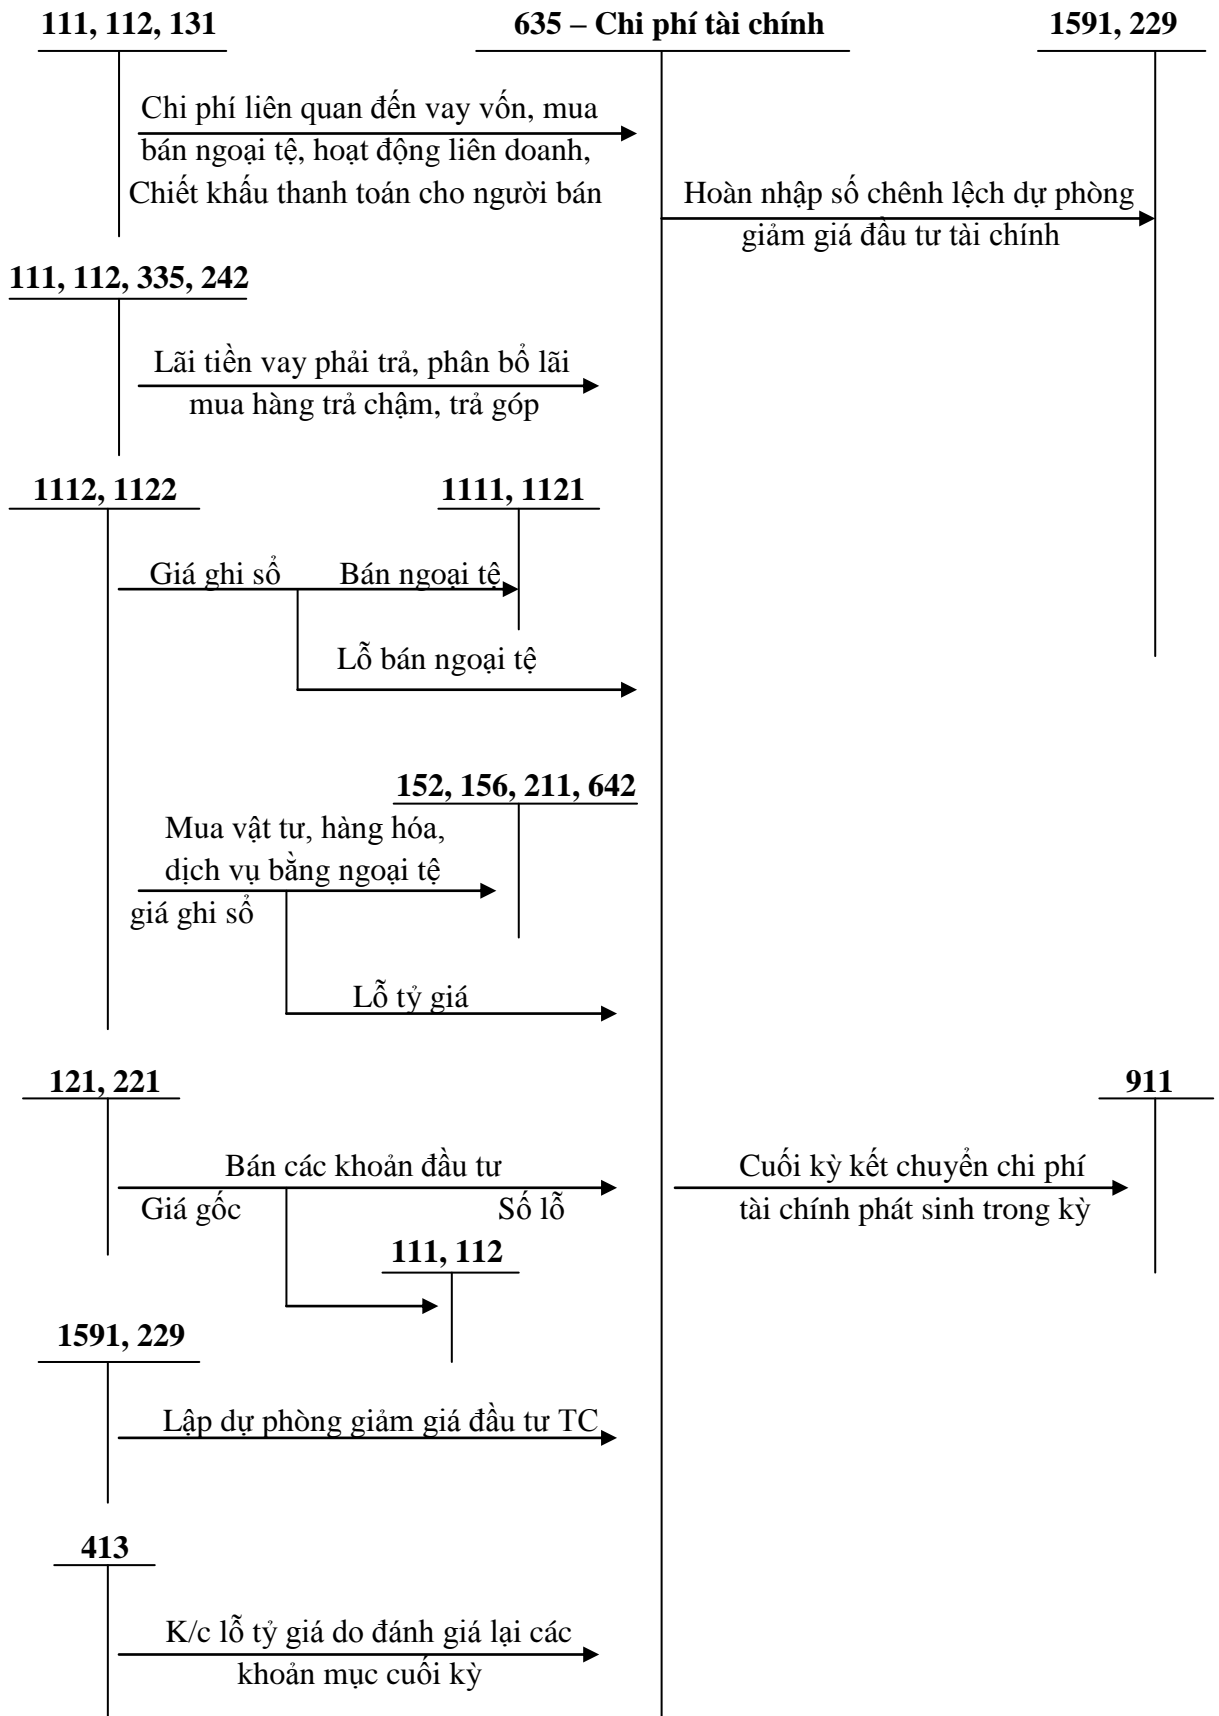 111, 112, 131
635 – Chi phí tài chính
1591, 229
Chi phí liên quan đến vay vốn, mua
bán ngoại tệ, hoạt động liên doanh,
Chiết khấu thanh toán cho người bán
Hoàn nhập số chênh lệch dự phòng
giảm giá đầu tư tài chính
111, 112, 335, 242
Lãi tiền vay phải trả, phân bổ lãi
mua hàng trả chậm, trả góp
1112, 1122
1111, 1121
Giá ghi sổ
Bán ngoại tệ
Lỗ bán ngoại tệ
152, 156, 211, 642
Mua vật tư, hàng hóa,
dịch vụ bằng ngoại tệ
giá ghi sổ
Lỗ tỷ giá
121, 221
911
Bán các khoản đầu tư
Giá gốc
Số lỗ
Cuối kỳ kết chuyển chi phí
tài chính phát sinh trong kỳ
111, 112
1591, 229
Lập dự phòng giảm giá đầu tư TC
413
K/c lỗ tỷ giá do đánh giá lại các
khoản mục cuối kỳ